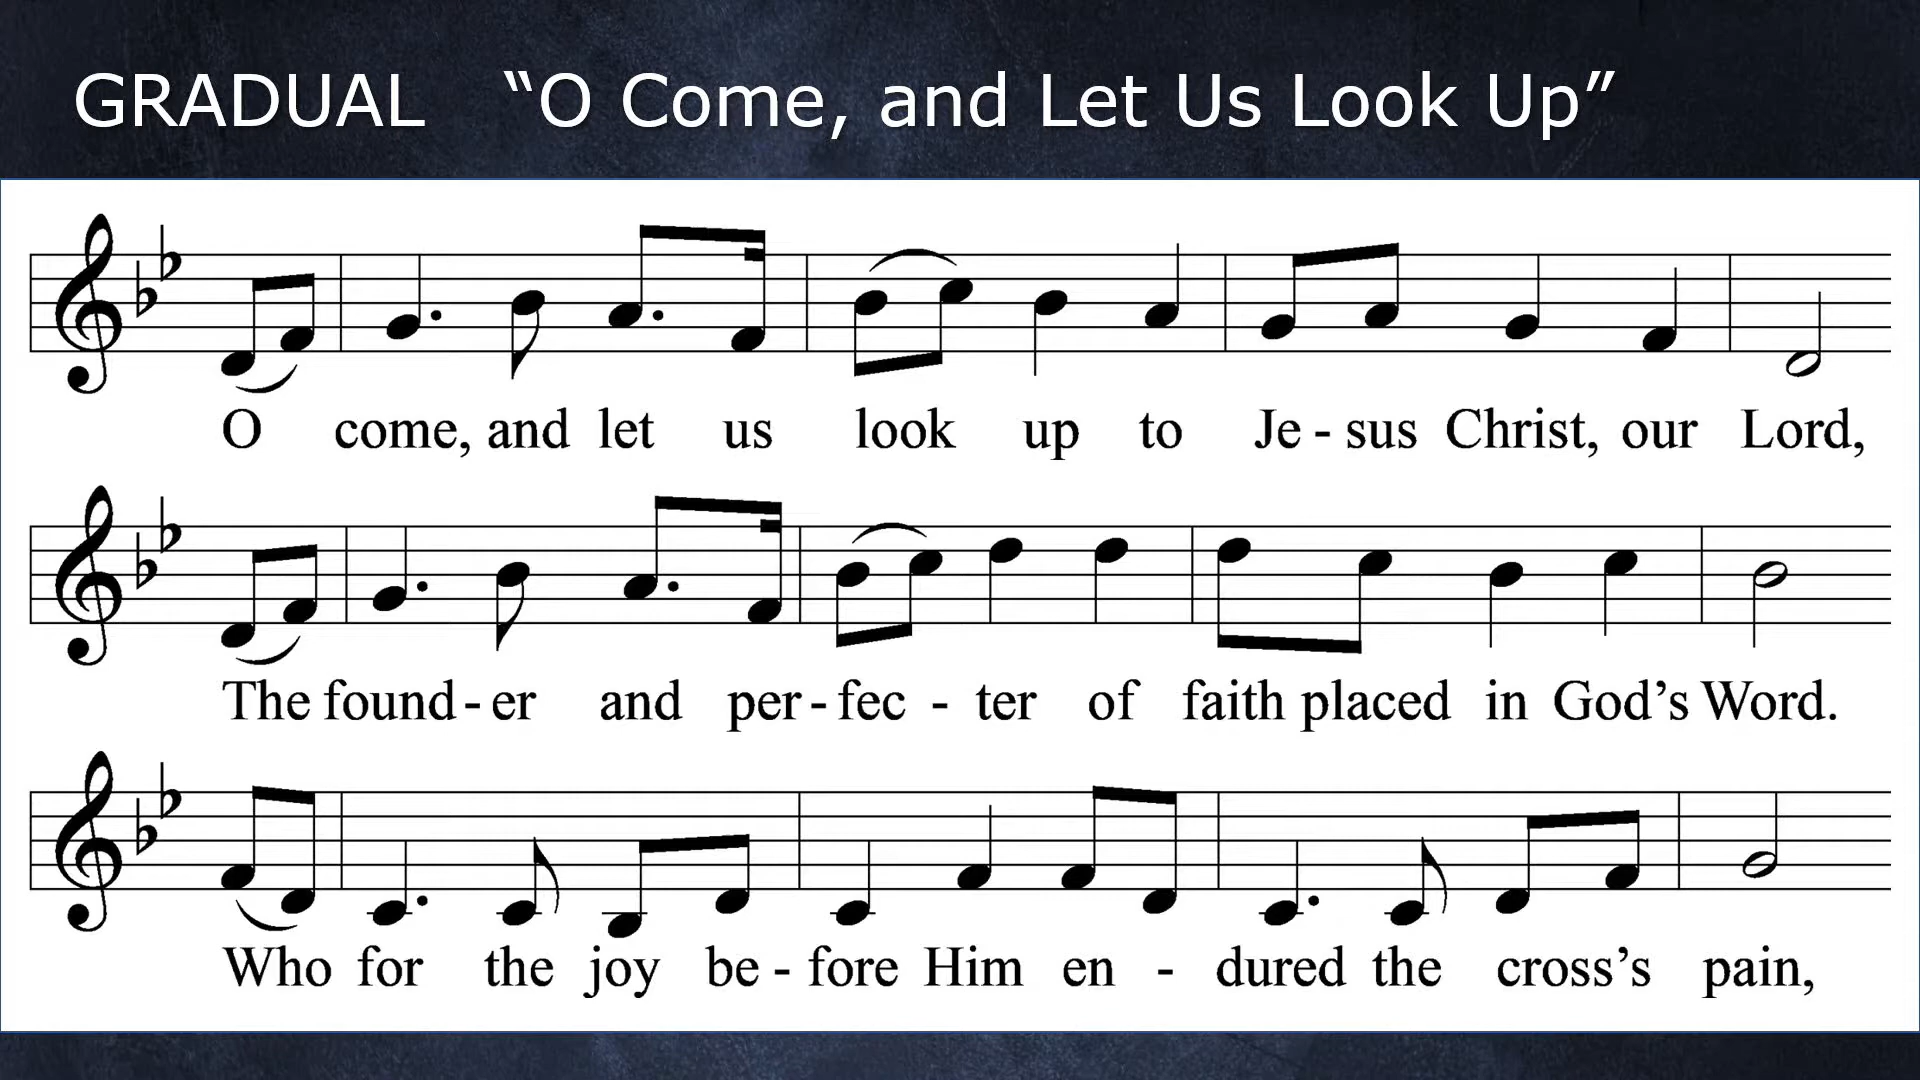 GRADUAL “O Come, and Let Us Look Up”
O come, and let us look up to Je - sus Christ, our Lord,
The found - er and per - fec - ter of faith placed in God’s Word.
Who for the joy be - fore Him en - dured the cross’s pain,